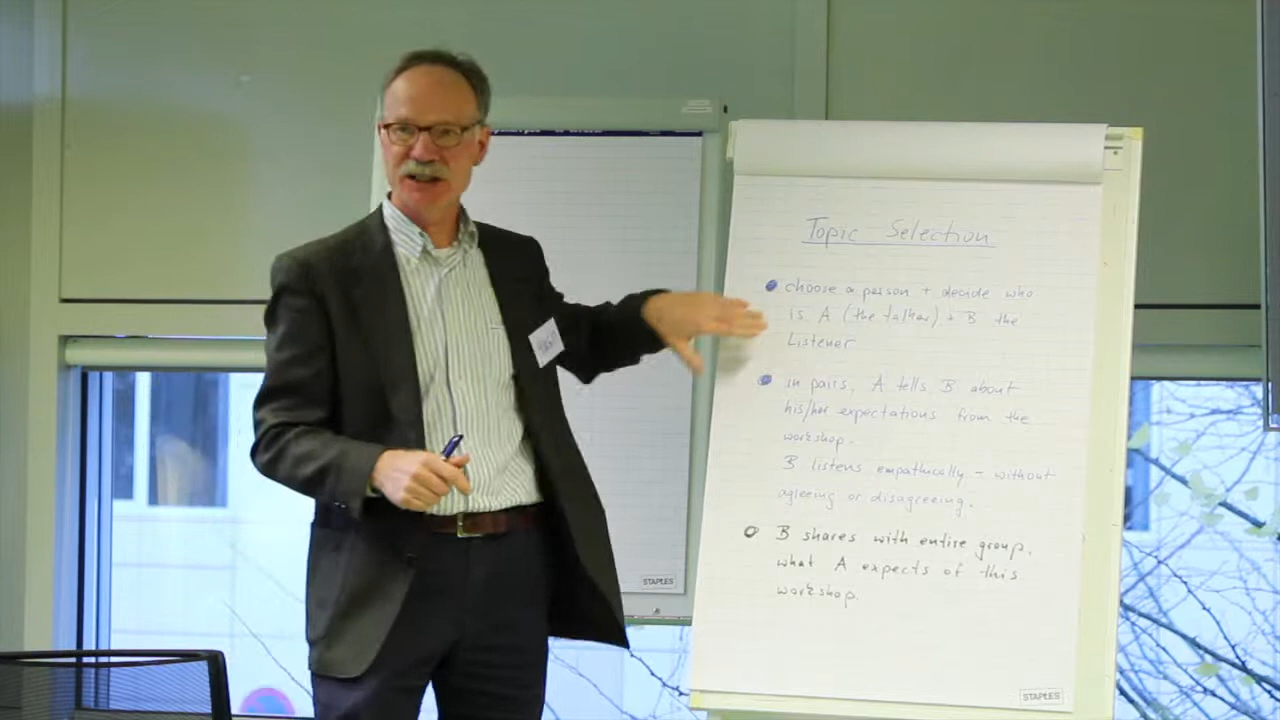 Topic Selection
choose a person + decide who
is A (the talker) + B the
Listener
in pairs, A tells B about
his/her expectations from the
workshop.
B listens empathically - without
agreeing or disagreeing.
B shares with entire group,
what A expects of this
workshop.
STAPLES
STAPLES